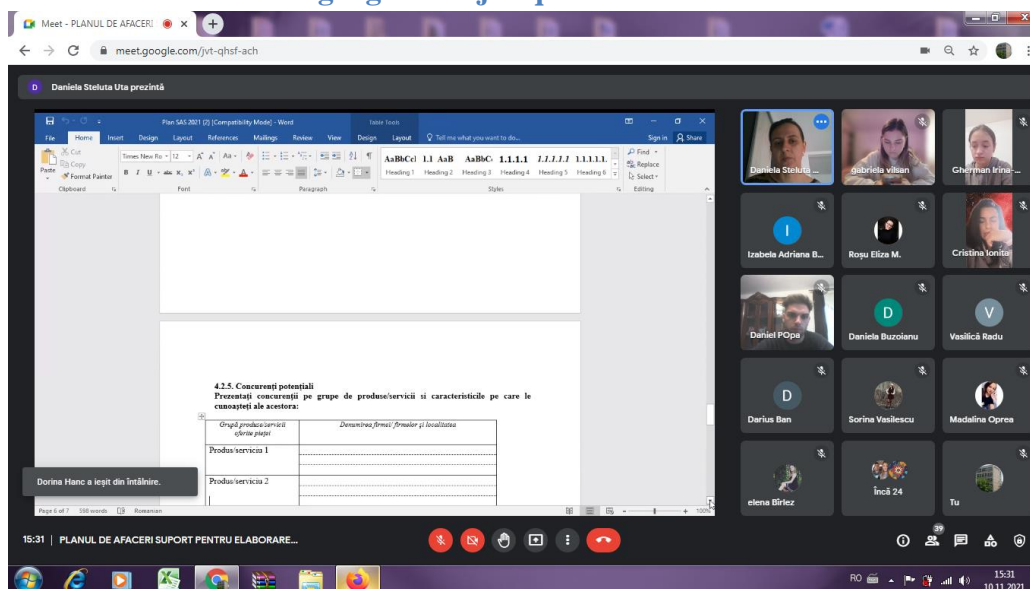 Meet - PLANUL DE AFACERI
meet.google.com/jvt-qhsf-ach
D Daniela Steluta Uta prezintă
Plan SAS 2021 (2) [Compatibility Mode] - Word
Table Tools
File Home Insert Design Layout References Mailings Review View Design Layout Tell me what you want to do... Sign in Share
Cut
Copy
Format Painter
Paste
Times New Ro 12
AaBbCcl 1.1 AaB AaBbC 1.1.1.1 1.1.1.1.1 1.1.1.1.1.
Heading 1 Heading 2 Heading 3 Heading 4 Heading 5 Heading 6
Find
Replace
Select
Clipboard Font Paragraph Styles Editing
4.2.5. Concurenți potențiali
Prezentați concurenții pe grupe de produse/servicii si caracteristicile pe care le
cunoașteți ale acestora:
Grupă produse/servicii
oferite pieței
Denumirea firmei/ firmelor și localitatea
Produs/serviciu 1
Produs/serviciu 2
Page 6 of 7 398 words Romanian
100%
Dorina Hanc a ieșit din întâlnire.
Daniela Steluta ...
gabriela vilsan
Gherman Irina-...
I
Izabela Adriana B...
Roșu Eliza M.
Cristina Ionita
Daniel POpa
D
Daniela Buzoianu
V
Vasilică Radu
D
Darius Ban
Sorina Vasilescu
Madalina Oprea
elena Bîrlez
Încă 24
Tu
15:31 | PLANUL DE AFACERI SUPORT PENTRU ELABORARE...
39
RO
15:31
10.11.2021